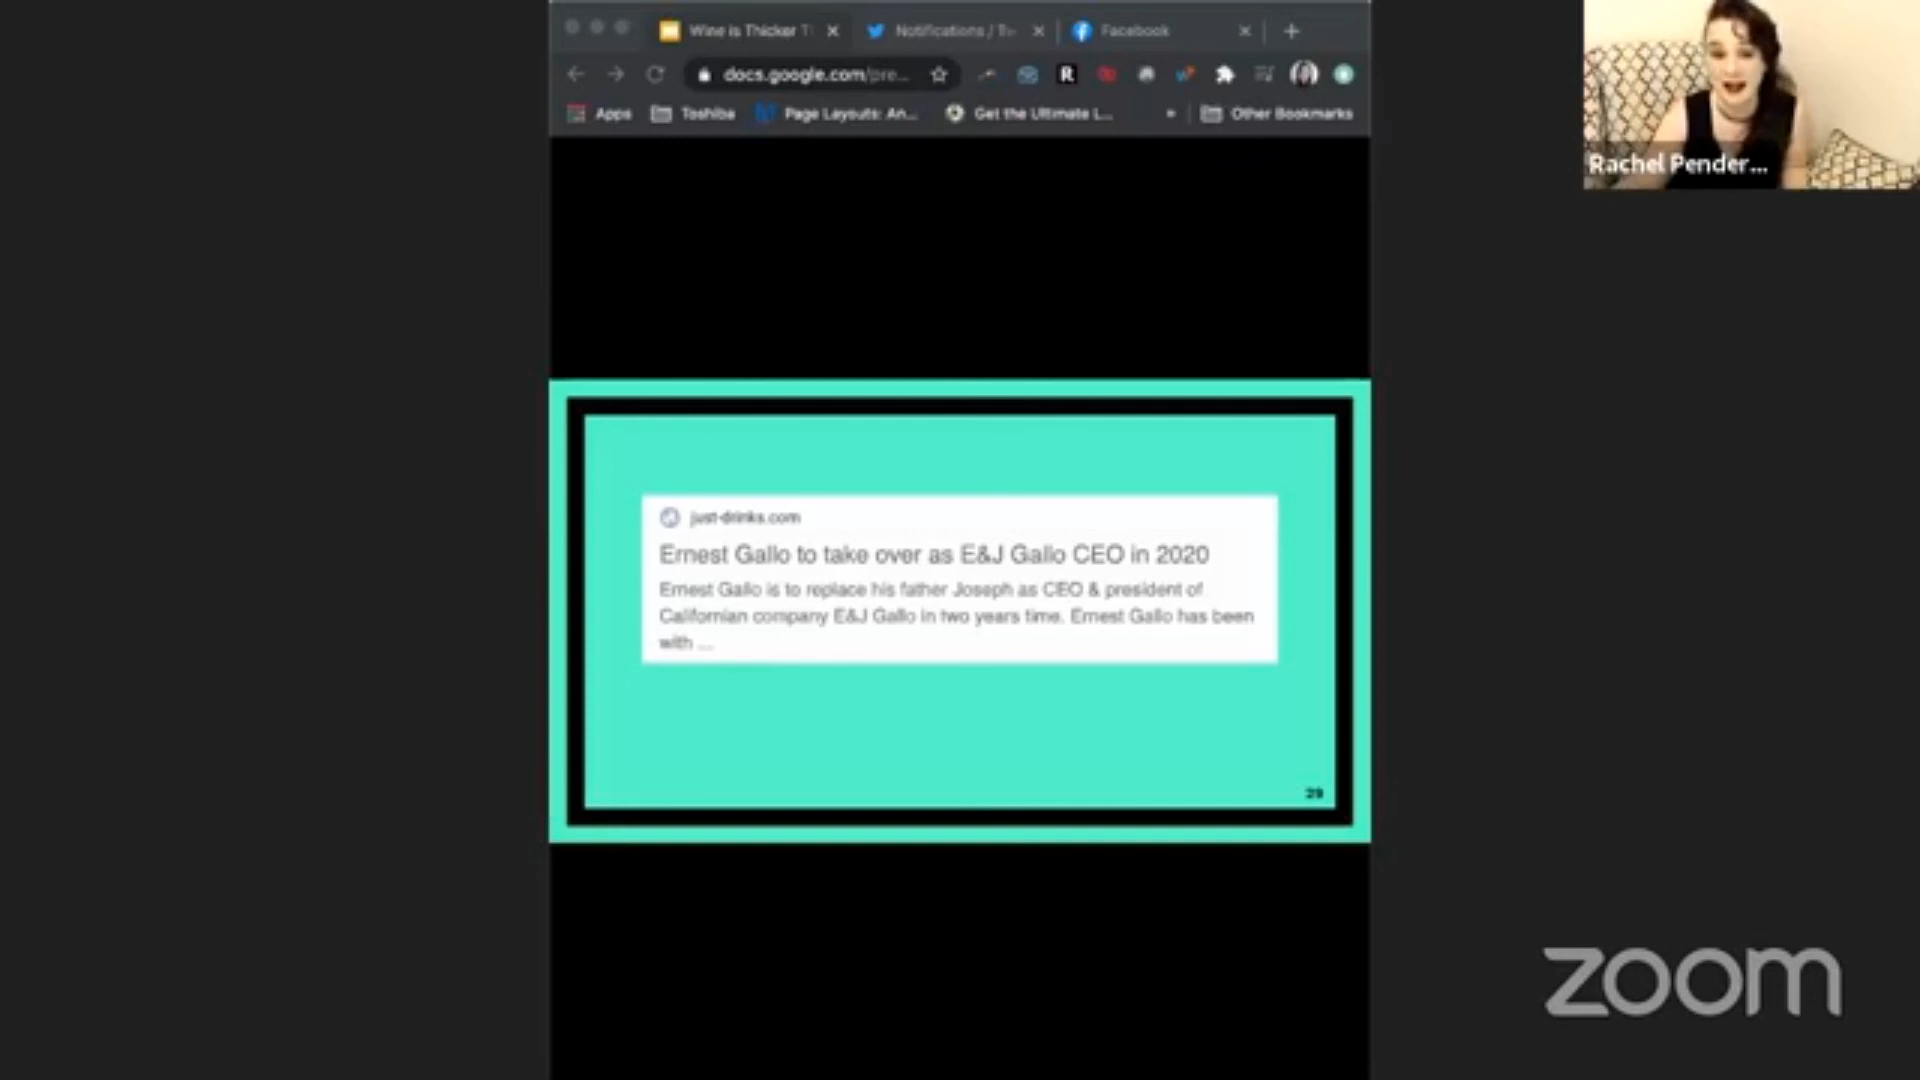 Wine is Thicker T
Notifications / Tw
Facebook
docs.google.com/pre...
Apps
Toshiba
Page Layouts: An...
Get the Ultimate L...
»
Other Bookmarks
Rachel Pender...
just-drinks.com
Ernest Gallo to take over as E&J Gallo CEO in 2020
Ernest Gallo is to replace his father Joseph as CEO & president of
Californian company E&J Gallo in two years time. Ernest Gallo has been
with ...
29
zoom